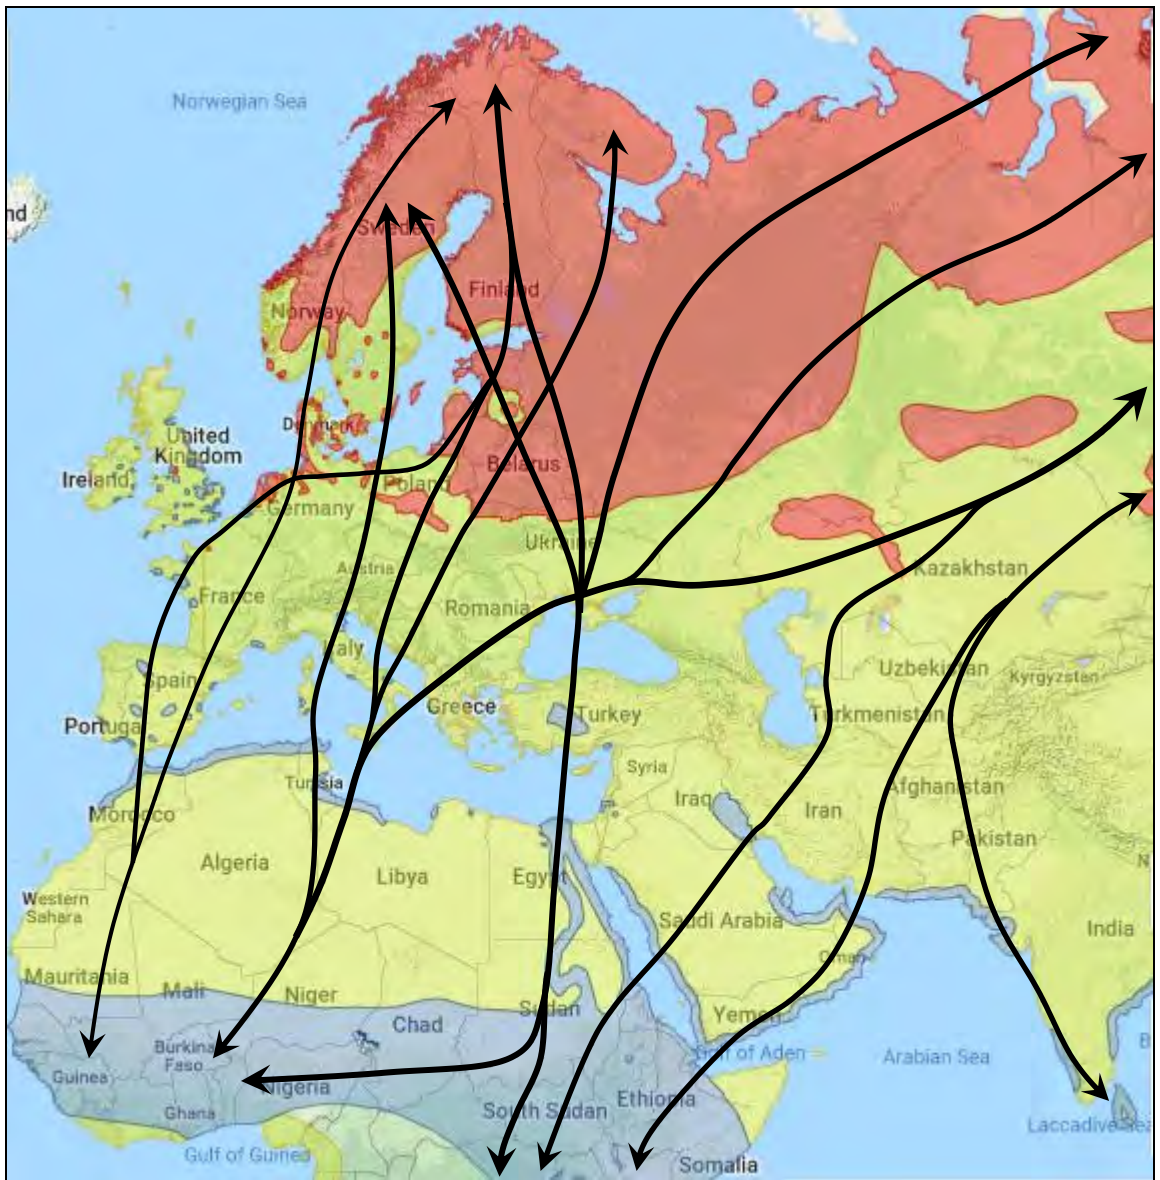 Norwegian Sea
nd
Sweden
Finland
Norway
Denmark
United
Kingdom
Ireland
Belarus
Poland
Germany
Ukraine
Austria
Kazakhstan
France
Romania
Italy
Uzbekistan
Kyrgyzstan
Spain
Greece
Turkey
Turkmenistan
Portugal
Syria
Tunisia
Iraq
Iran
Afghanistan
Morocco
Pakistan
N
Algeria
Libya
Egypt
Western
Sahara
Saudi Arabia
India
Oman
Mauritania
Mali
Niger
Sudan
Yemen
Chad
Burkina
Faso
Gulf of Aden
Arabian Sea
B
Guinea
Nigeria
Ghana
South Sudan
Ethiopia
Laccadive Sea
Gulf of Guinea
Somalia